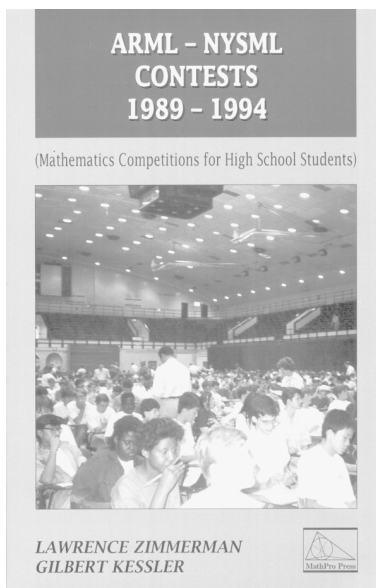 ARML – NYSML
CONTESTS
1989 – 1994
(Mathematics Competitions for High School Students)
LAWRENCE ZIMMERMAN
GILBERT KESSLER
MathPro Press